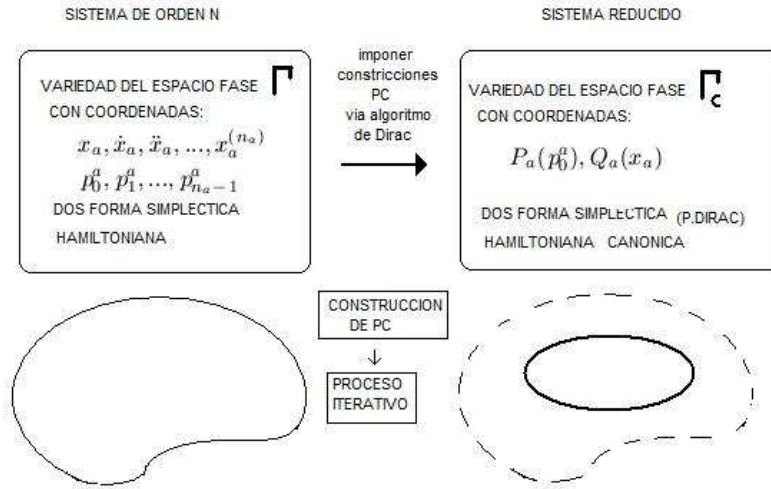 SISTEMA DE ORDEN N
VARIEDAD DEL ESPACIO FASE Γ
CON COORDENADAS:
x_a, ẋ_a, ẍ_a, ..., x_a^{(n_a)}
p_0^a, p_1^a, ..., p_{n_a-1}^a
DOS FORMA SIMPLECTICA
HAMILTONIANA
imponer
constricciones
PC
via algoritmo
de Dirac
SISTEMA REDUCIDO
VARIEDAD DEL ESPACIO FASE Γ_c
CON COORDENADAS:
P_a(p_0^a), Q_a(x_a)
DOS FORMA SIMPLECTICA (P.DIRAC)
HAMILTONIANA CANONICA
CONSTRUCCION
DE PC
↓
PROCESO
ITERATIVO